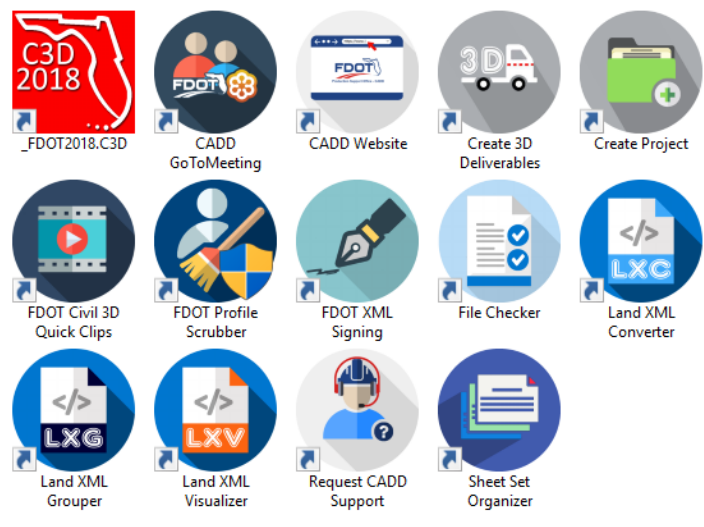 C3D
2018
_FDOT2018.C3D
FDOT
CADD
GoToMeeting
FDOT
CADD Website
3D
Create 3D
Deliverables
Create Project
FDOT Civil 3D
Quick Clips
FDOT Profile
Scrubber
FDOT XML
Signing
File Checker
</>
LXC
Land XML
Converter
</>
LXG
Land XML
Grouper
</>
LXV
Land XML
Visualizer
?
Request CADD
Support
Sheet Set
Organizer